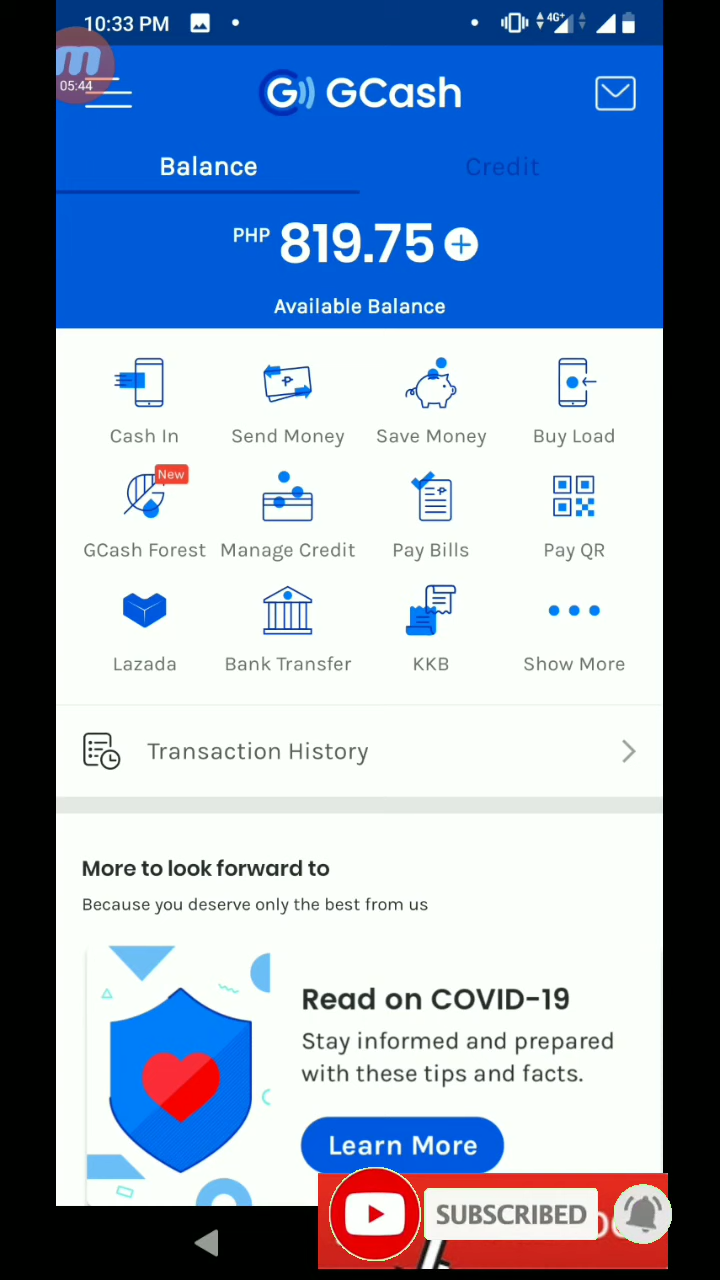 10:33 PM
4G+
m
05:44
G GCash
Balance
Credit
PHP 819.75
Available Balance
Cash In
Send Money
Save Money
Buy Load
New
GCash Forest
Manage Credit
Pay Bills
Pay QR
Lazada
Bank Transfer
KKB
Show More
Transaction History
More to look forward to
Because you deserve only the best from us
Read on COVID-19
Stay informed and prepared
with these tips and facts.
Learn More
SUBSCRIBED